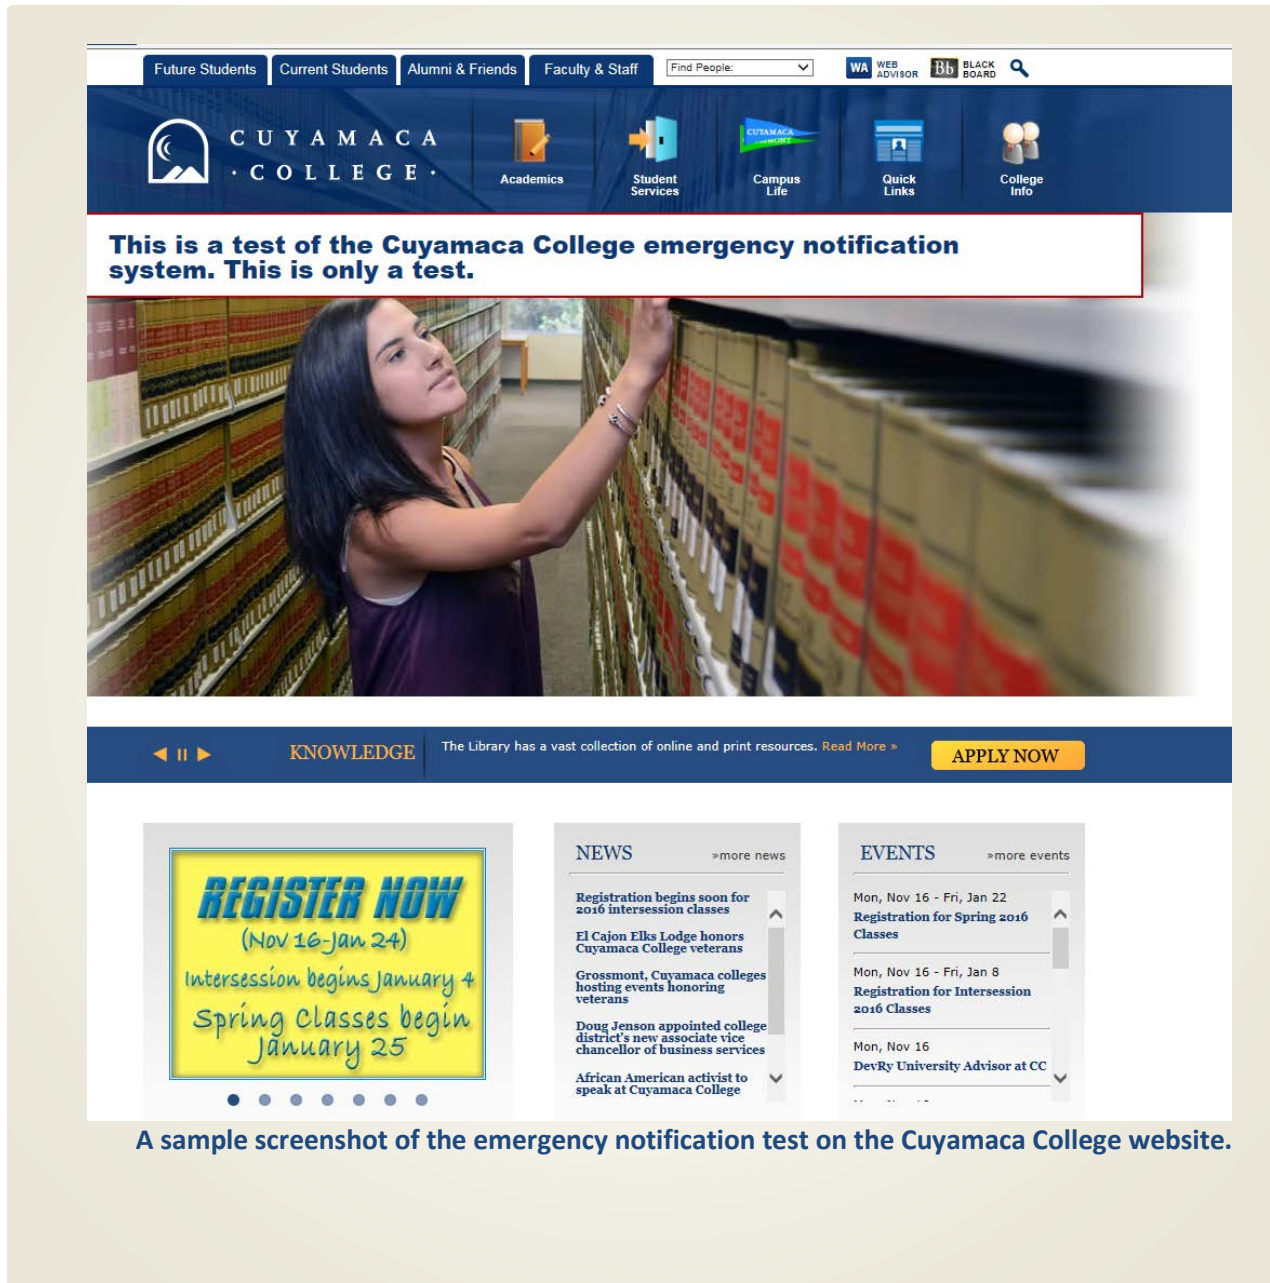 Future Students
Current Students
Alumni & Friends
Faculty & Staff
Find People:
WA WEB
ADVISOR
Bb BLACK
BOARD
CUYAMACA
·COLLEGE·
Academics
Student
Services
CUYAMACA
Campus
Life
Quick
Links
College
Info
This is a test of the Cuyamaca College emergency notification
system. This is only a test.
KNOWLEDGE
The Library has a vast collection of online and print resources. Read More »
APPLY NOW
REGISTER NOW
(Nov 16-Jan 24)
Intersession begins January 4
Spring Classes begin
January 25
NEWS
»more news
Registration begins soon for
2016 intersession classes
El Cajon Elks Lodge honors
Cuyamaca College veterans
Grossmont, Cuyamaca colleges
hosting events honoring
veterans
Doug Jenson appointed college
district's new associate vice
chancellor of business services
African American activist to
speak at Cuyamaca College
EVENTS
»more events
Mon, Nov 16 - Fri, Jan 22
Registration for Spring 2016
Classes
Mon, Nov 16 - Fri, Jan 8
Registration for Intersession
2016 Classes
Mon, Nov 16
DevRy University Advisor at CC
A sample screenshot of the emergency notification test on the Cuyamaca College website.